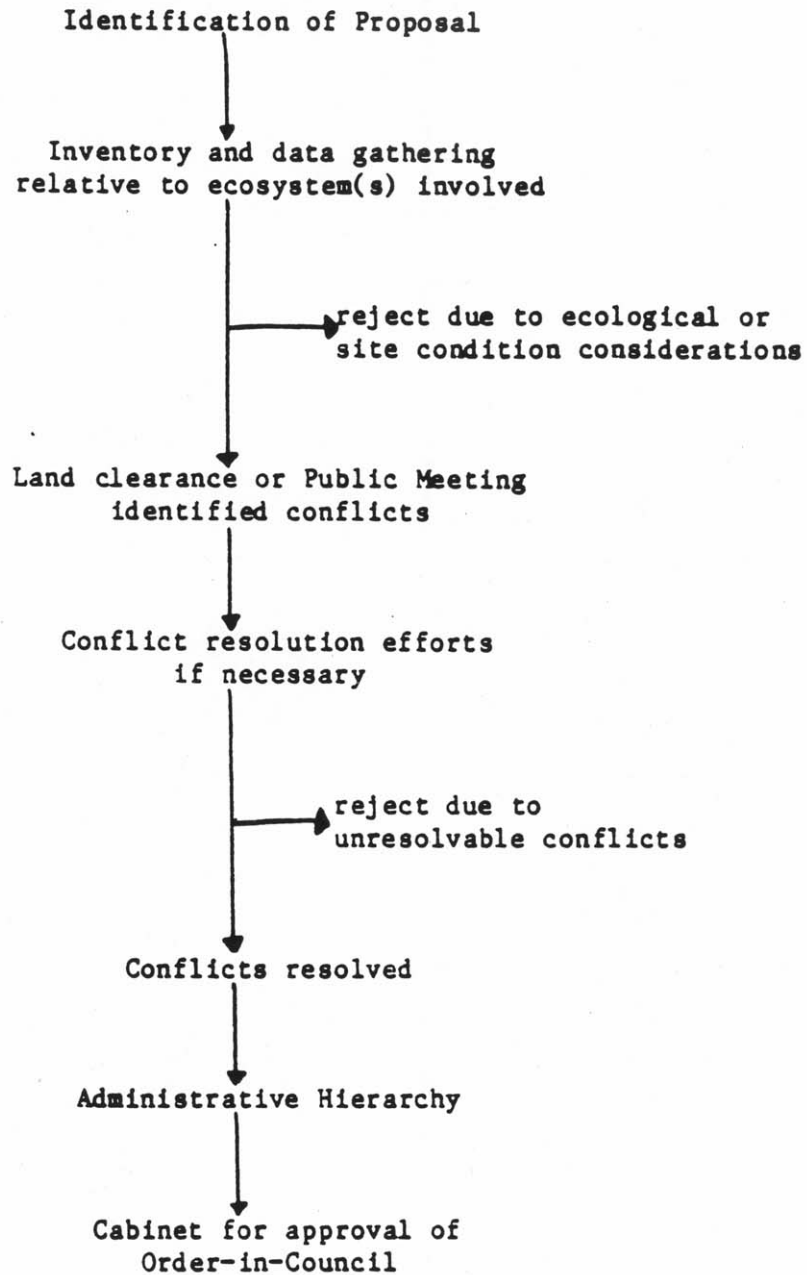 Identification of Proposal
Inventory and data gathering
relative to ecosystem(s) involved
reject due to ecological or
site condition considerations
Land clearance or Public Meeting
identified conflicts
Conflict resolution efforts
if necessary
reject due to
unresolvable conflicts
Conflicts resolved
Administrative Hierarchy
Cabinet for approval of
Order-in-Council